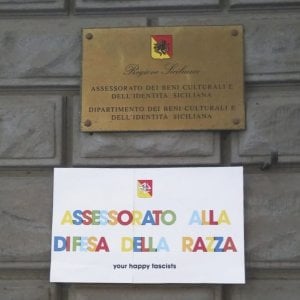 Regione Siciliana
ASSESSORATO DEI BENI CULTURALI E
DELL'IDENTITÀ SICILIANA
DIPARTIMENTO DEI BENI CULTURALI E
DELL'IDENTITÀ SICILIANA
ASSESSORATO ALLA
DIFESA DELLA RAZZA
your happy fascists